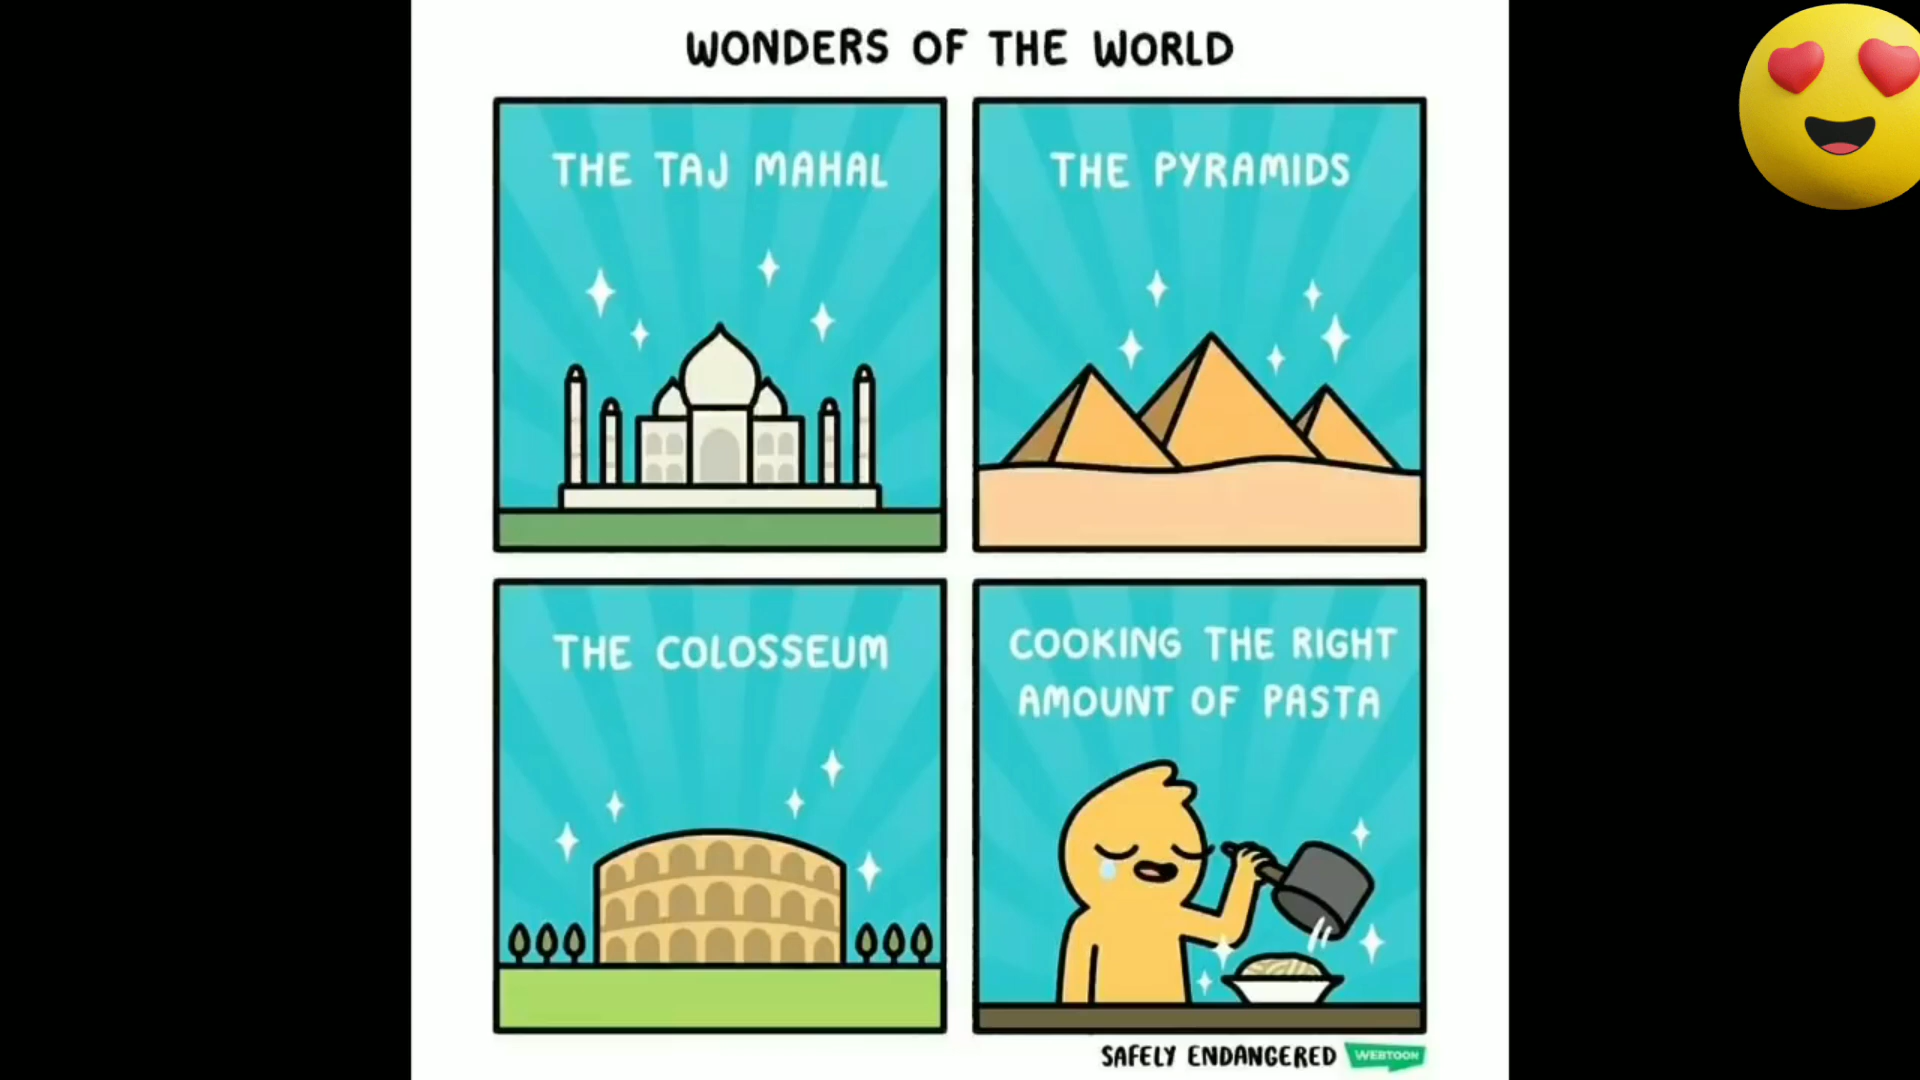 WONDERS OF THE WORLD
THE TAJ MAHAL
THE PYRAMIDS
THE COLOSSEUM
COOKING THE RIGHT
AMOUNT OF PASTA
SAFELY ENDANGERED WEBTOON